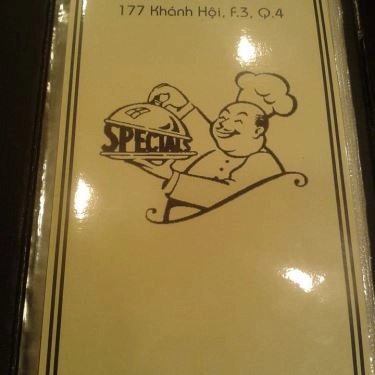 177 Khánh Hội, F.3, Q.4
SPECIALS